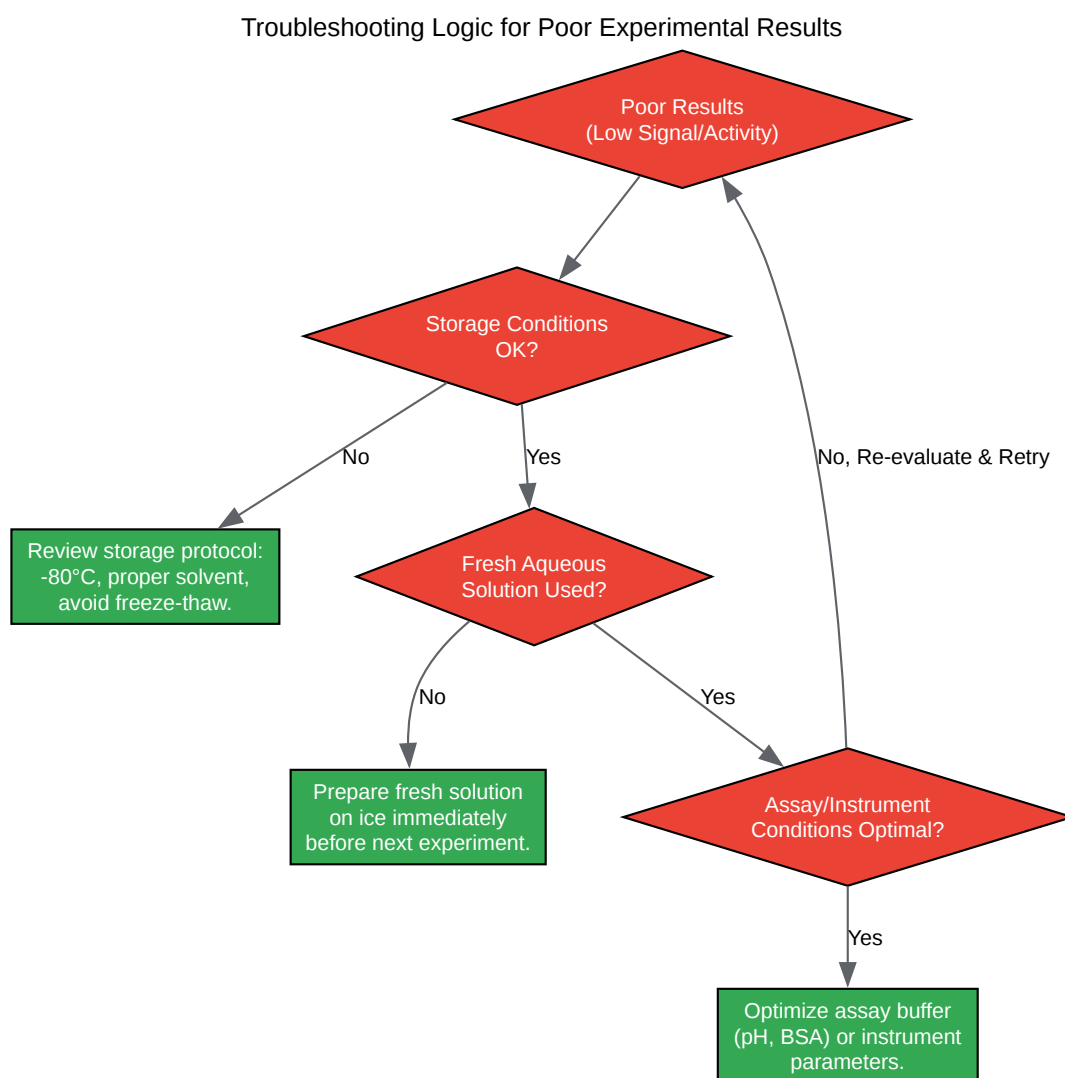 Troubleshooting Logic for Poor Experimental Results
Poor Results
(Low Signal/Activity)
Storage Conditions
OK?
No
Yes
No, Re-evaluate & Retry
Review storage protocol:
-80°C, proper solvent,
avoid freeze-thaw.
Fresh Aqueous
Solution Used?
No
Yes
Prepare fresh solution
on ice immediately
before next experiment.
Assay/Instrument
Conditions Optimal?
Yes
Optimize assay buffer
(pH, BSA) or instrument
parameters.